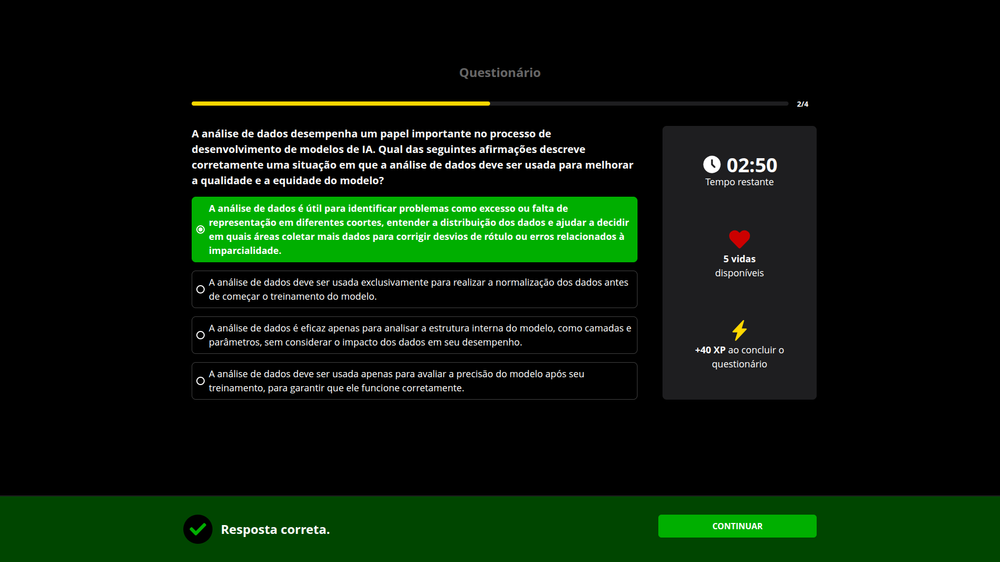 Questionário
2/4
A análise de dados desempenha um papel importante no processo de
desenvolvimento de modelos de IA. Qual das seguintes afirmações descreve
corretamente uma situação em que a análise de dados deve ser usada para melhorar
a qualidade e a equidade do modelo?
A análise de dados é útil para identificar problemas como excesso ou falta de
representação em diferentes coortes, entender a distribuição dos dados e ajudar a decidir
em quais áreas coletar mais dados para corrigir desvios de rótulo ou erros relacionados à
imparcialidade.
A análise de dados deve ser usada exclusivamente para realizar a normalização dos dados antes
de começar o treinamento do modelo.
A análise de dados é eficaz apenas para analisar a estrutura interna do modelo, como camadas e
parâmetros, sem considerar o impacto dos dados em seu desempenho.
A análise de dados deve ser usada apenas para avaliar a precisão do modelo após seu
treinamento, para garantir que ele funcione corretamente.
02:50
Tempo restante
5 vidas
disponíveis
+40 XP ao concluir o
questionário
Resposta correta.
CONTINUAR